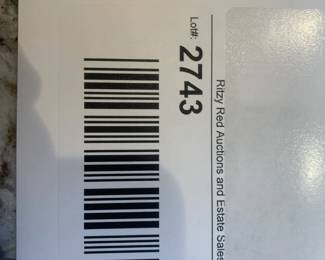 Ritzy Red Auctions and Estate Sales
Lot#: 2743